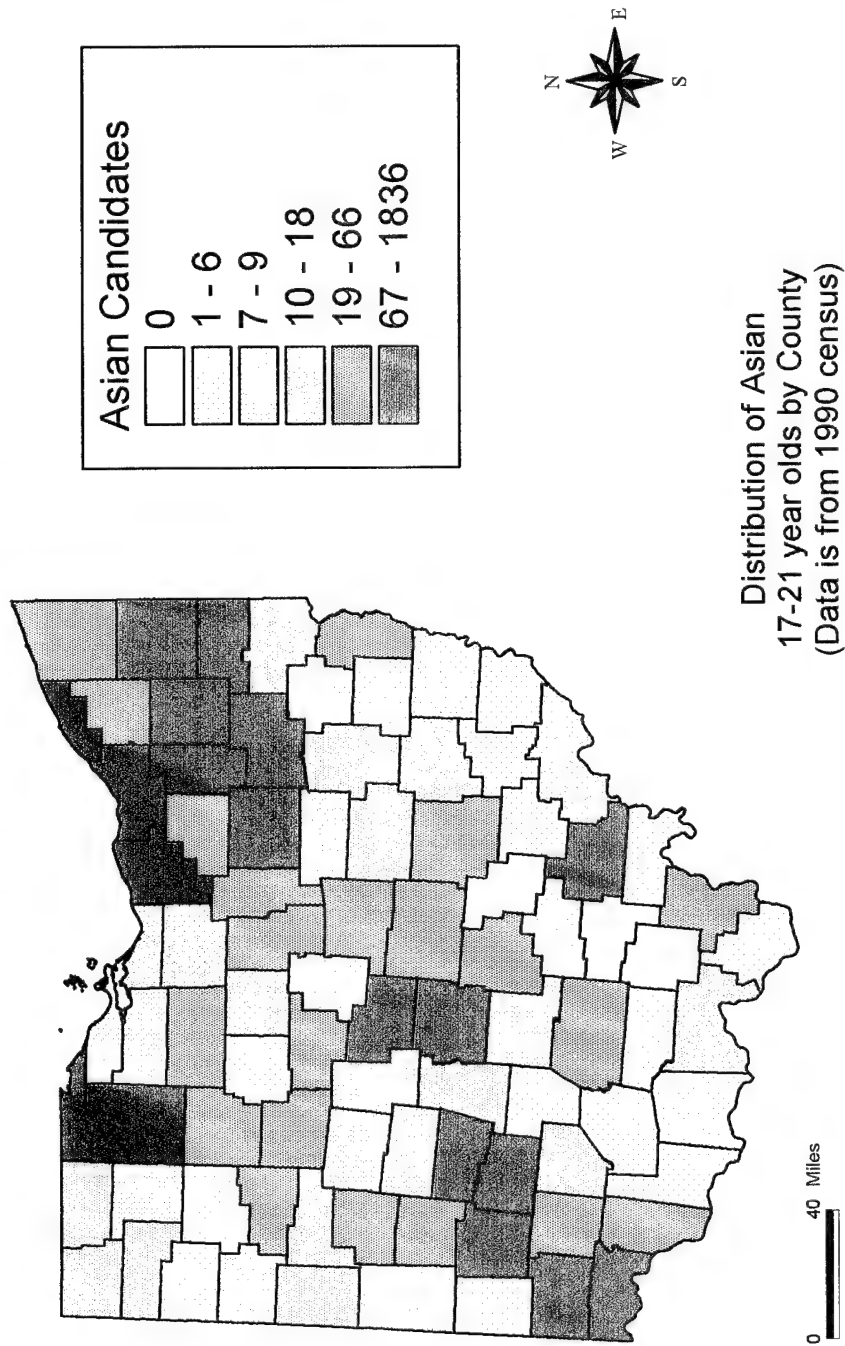 Asian Candidates
0
1 - 6
7 - 9
10 - 18
19 - 66
67 - 1836
N
W
E
S
Distribution of Asian
17-21 year olds by County
(Data is from 1990 census)
0 40 Miles